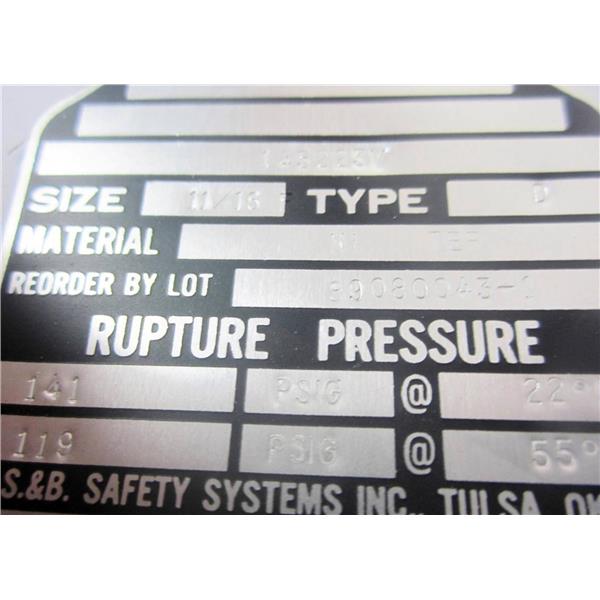 SIZE 11/16 TYPE D
MATERIAL NI TEF
REORDER BY LOT 89080043-1
RUPTURE PRESSURE
141 PSIG @ 22°
119 PSIG @ 55°
S.&B. SAFETY SYSTEMS INC., TULSA, OK